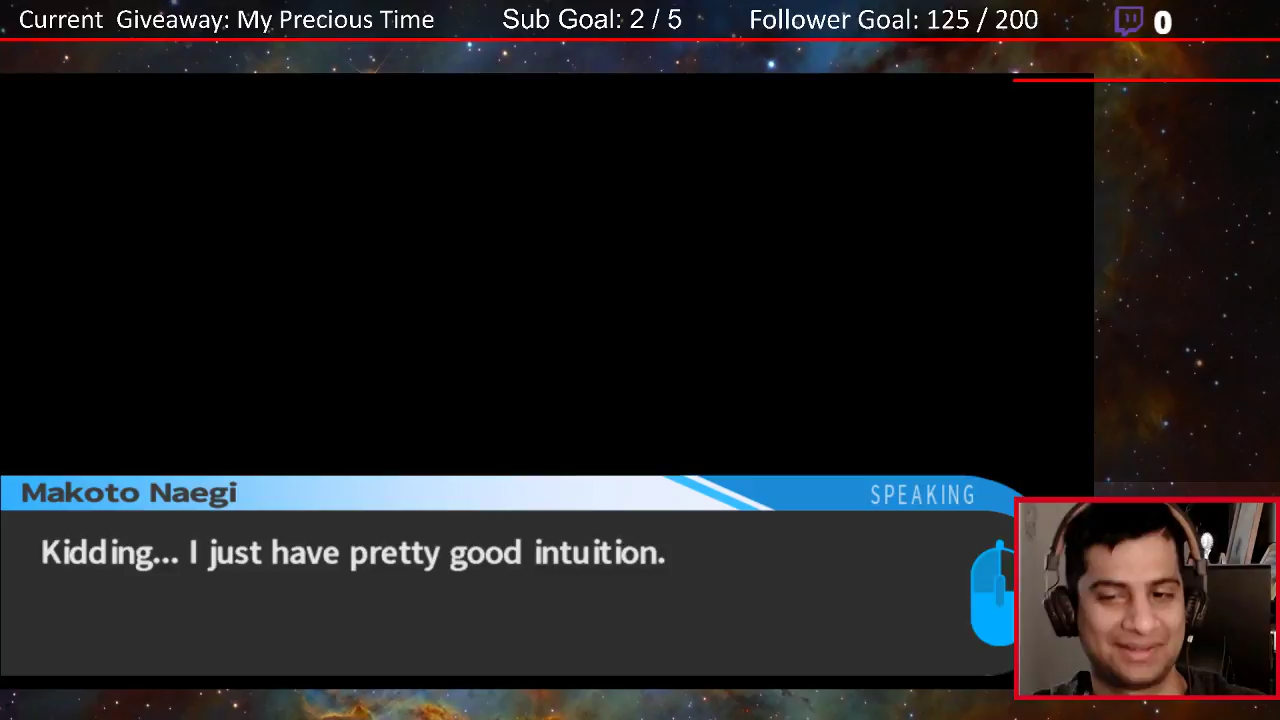 Current  Giveaway: My Precious Time
Sub Goal: 2 / 5
Follower Goal: 125 / 200
0
Makoto Naegi
SPEAKING
Kidding... I just have pretty good intuition.